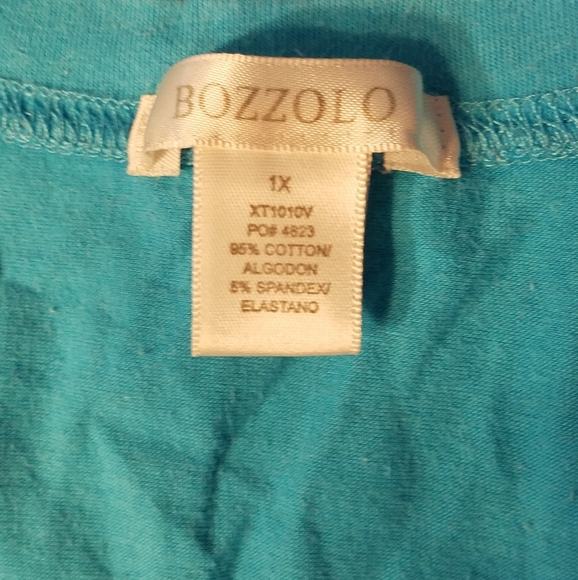 BOZZOLO
1X
XT1010V
PO# 4823
95% COTTON/
ALGODON
5% SPANDEX/
ELASTANO